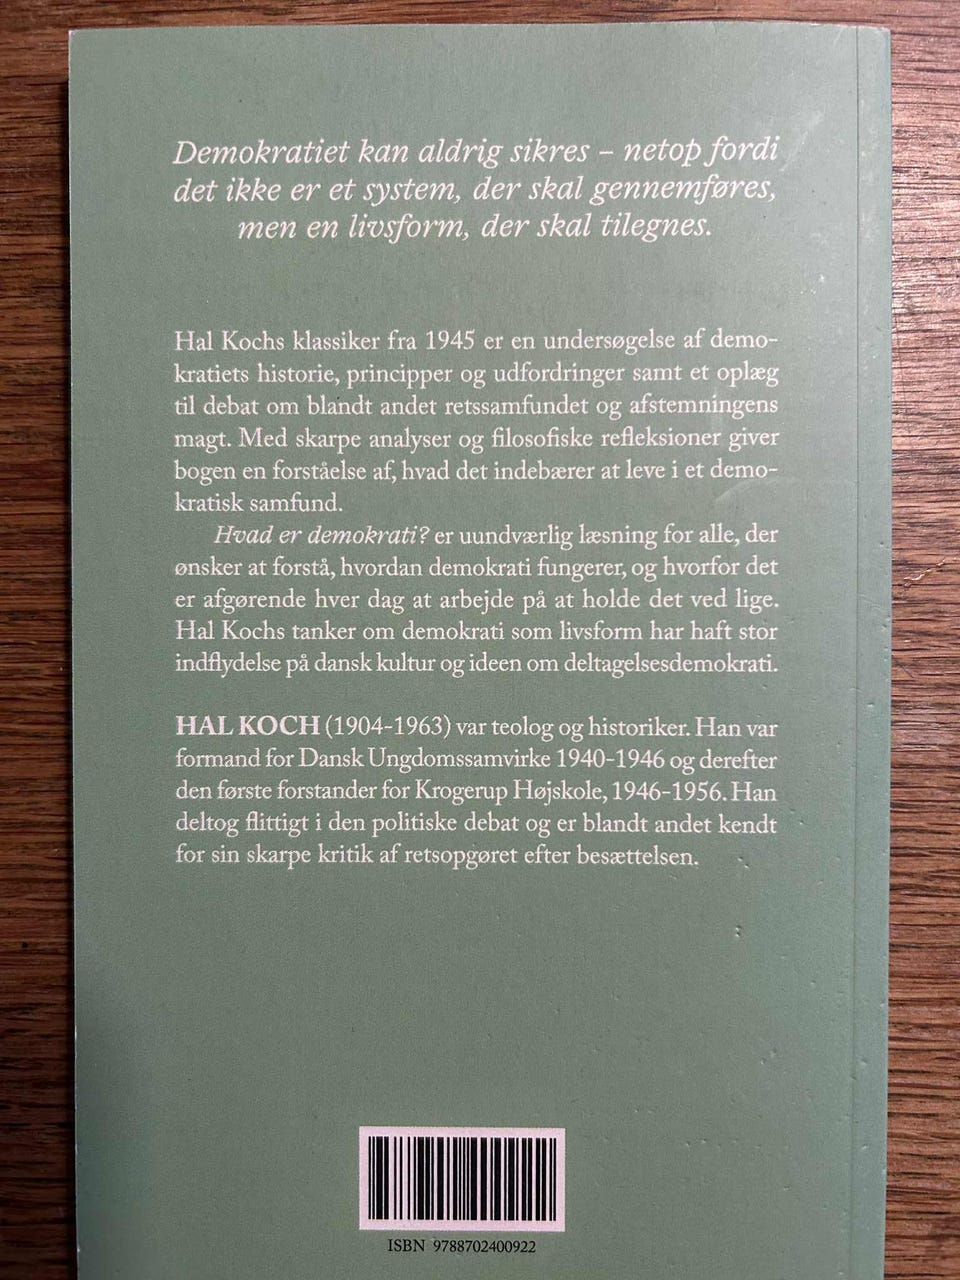 Demokratiet kan aldrig sikres – netop fordi
det ikke er et system, der skal gennemføres,
men en livsform, der skal tilegnes.
Hal Kochs klassiker fra 1945 er en undersøgelse af demo-
kratiets historie, principper og udfordringer samt et oplæg
til debat om blandt andet retssamfundet og afstemningens
magt. Med skarpe analyser og filosofiske refleksioner giver
bogen en forståelse af, hvad det indebærer at leve i et demo-
kratisk samfund.
Hvad er demokrati? er uundværlig læsning for alle, der
ønsker at forstå, hvordan demokrati fungerer, og hvorfor det
er afgørende hver dag at arbejde på at holde det ved lige.
Hal Kochs tanker om demokrati som livsform har haft stor
indflydelse på dansk kultur og ideen om deltagelsesdemokrati.
HAL KOCH (1904-1963) var teolog og historiker. Han var
formand for Dansk Ungdomssamvirke 1940-1946 og derefter
den første forstander for Krogerup Højskole, 1946-1956. Han
deltog flittigt i den politiske debat og er blandt andet kendt
for sin skarpe kritik af retsopgøret efter besættelsen.
ISBN 9788702400922